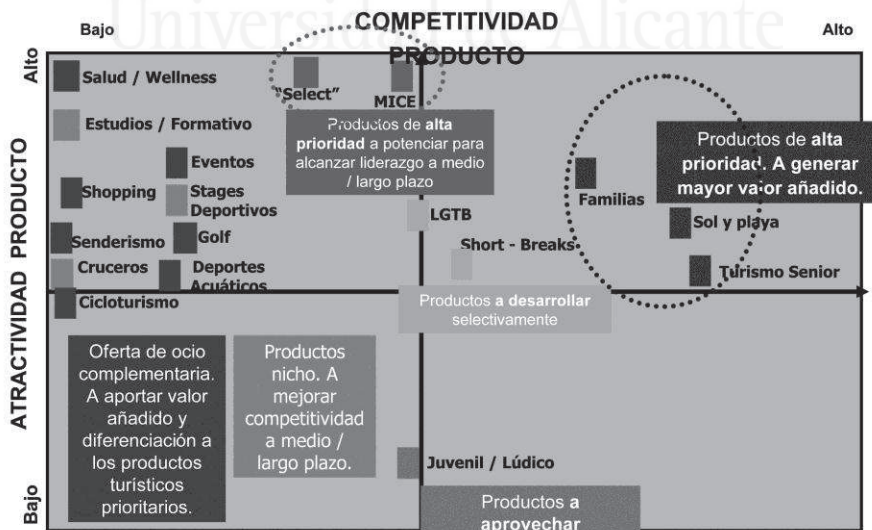 Universidad de Alicante
COMPETITIVIDAD
PRODUCTO
Bajo
Alto
ATRACTIVIDAD PRODUCTO
Alto
Bajo
Salud / Wellness
"Select"
MICE
Estudios / Formativo
Eventos
Shopping
Stages
Deportivos
Senderismo
Golf
Cruceros
Deportes
Acuáticos
Cicloturismo
Productos de alta
prioridad a potenciar para
alcanzar liderazgo a medio
/ largo plazo
LGTB
Short - Breaks
Familias
Sol y playa
Turismo Senior
Productos de alta
prioridad. A generar
mayor valor añadido.
Productos a desarrollar
selectivamente
Oferta de ocio
complementaria.
A aportar valor
añadido y
diferenciación a
los productos
turísticos
prioritarios.
Productos
nicho. A
mejorar
competitividad
a medio /
largo plazo.
Juvenil / Lúdico
Productos a
aprovechar